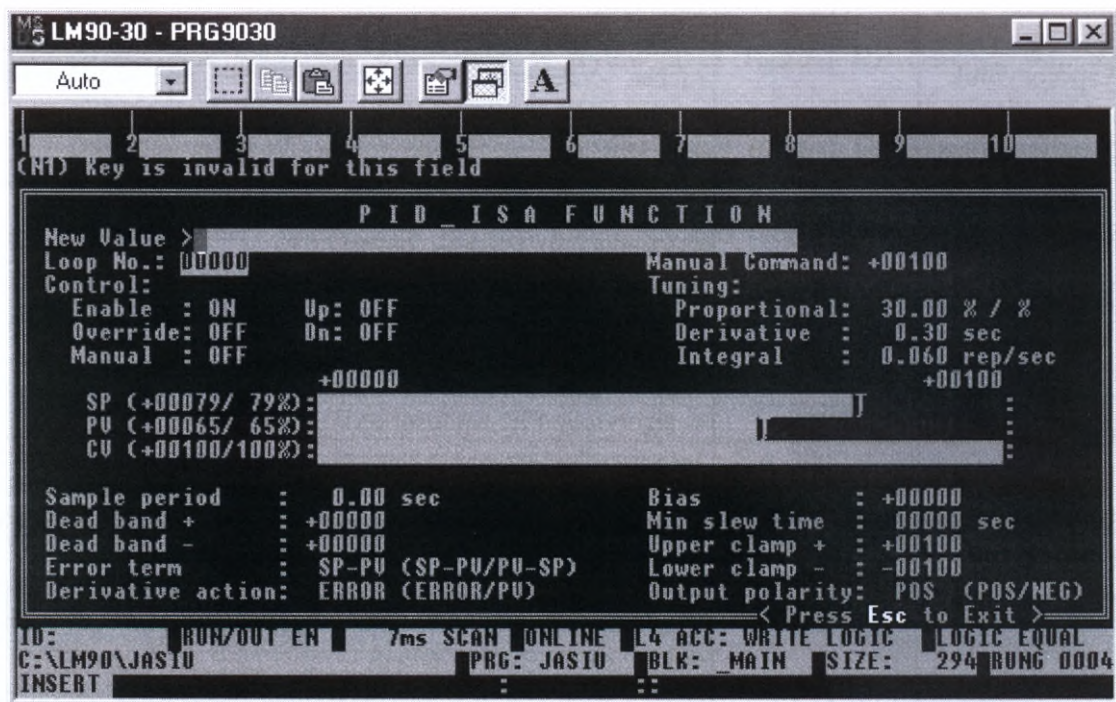 LM90-30 - PRG9030
Auto
A
1 2 3 4 5 6 7 8 9 10
(N1) Key is invalid for this field
P I D _ I S A F U N C T I O N
New Value >
Loop No.: 00000 Manual Command: +00100
Control: Tuning:
Enable : ON Up: OFF Proportional: 30.00 % / %
Override: OFF Dn: OFF Derivative : 0.30 sec
Manual : OFF Integral : 0.060 rep/sec
+00000 +00100
SP (+00079/ 79%):
PV (+00065/ 65%):
CV (+00100/100%):
Sample period : 0.00 sec Bias : +00000
Dead band + : +00000 Min slew time : 00000 sec
Dead band - : +00000 Upper clamp + : +00100
Error term : SP-PV (SP-PV/PV-SP) Lower clamp - : -00100
Derivative action: ERROR (ERROR/PV) Output polarity: POS (POS/NEG)
< Press Esc to Exit >
ID: RUN/OUT EN 7ms SCAN ONLINE L4 ACC: WRITE LOGIC LOGIC EQUAL
C:\LM90\JASIU PRG: JASIU BLK: _MAIN SIZE: 294 RUNG 0004
INSERT : ::